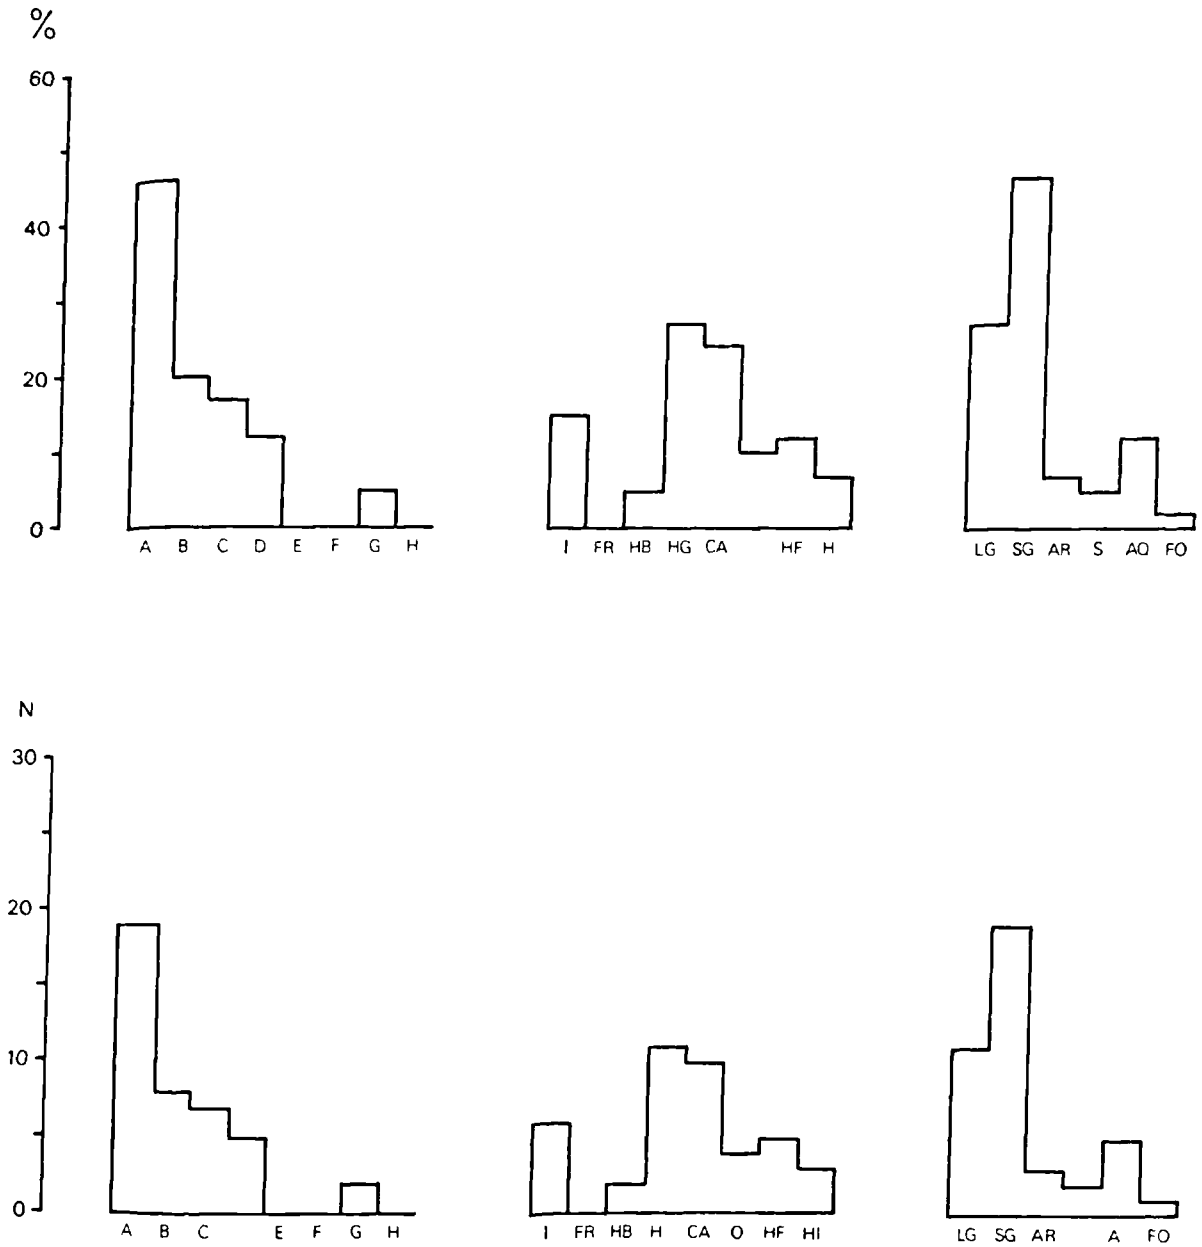 %
60
40
20
0
A B C D E F G H
I FR HB HG CA HF H
LG SG AR S AQ FO
N
30
20
10
0
A B C E F G H
I FR HB H CA O HF HI
LG SG AR A FO